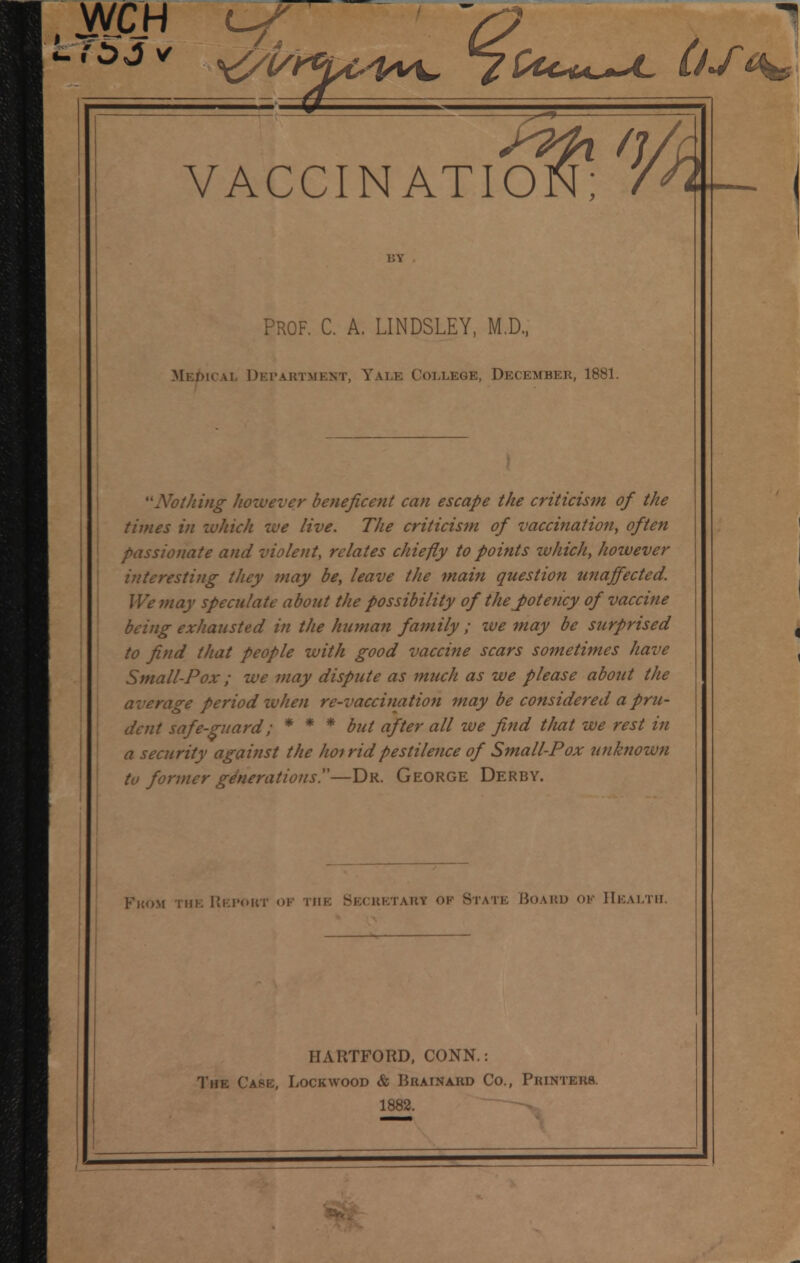 WCH
L753v
Surgeon General USA
VACCINATION;
BY
PROF. C. A. LINDSLEY, M.D.,
MEDICAL DEPARTMENT, YALE COLLEGE, DECEMBER, 1881.
"Nothing however beneficent can escape the criticism of the
times in which we live. The criticism of vaccination, often
passionate and violent, relates chiefly to points which, however
interesting they may be, leave the main question unaffected.
We may speculate about the possibility of the potency of vaccine
being exhausted in the human family; we may be surprised
to find that people with good vaccine scars sometimes have
Small-Pox; we may dispute as much as we please about the
average period when re-vaccination may be considered a pru-
dent safe-guard; * * * but after all we find that we rest in
a security against the horrid pestilence of Small-Pox unknown
to former generations."—DR. GEORGE DERBY.
FROM THE REPORT OF THE SECRETARY OF STATE BOARD OF HEALTH.
HARTFORD, CONN.:
THE CASE, LOCKWOOD & BRAINARD CO., PRINTERS.
1882.